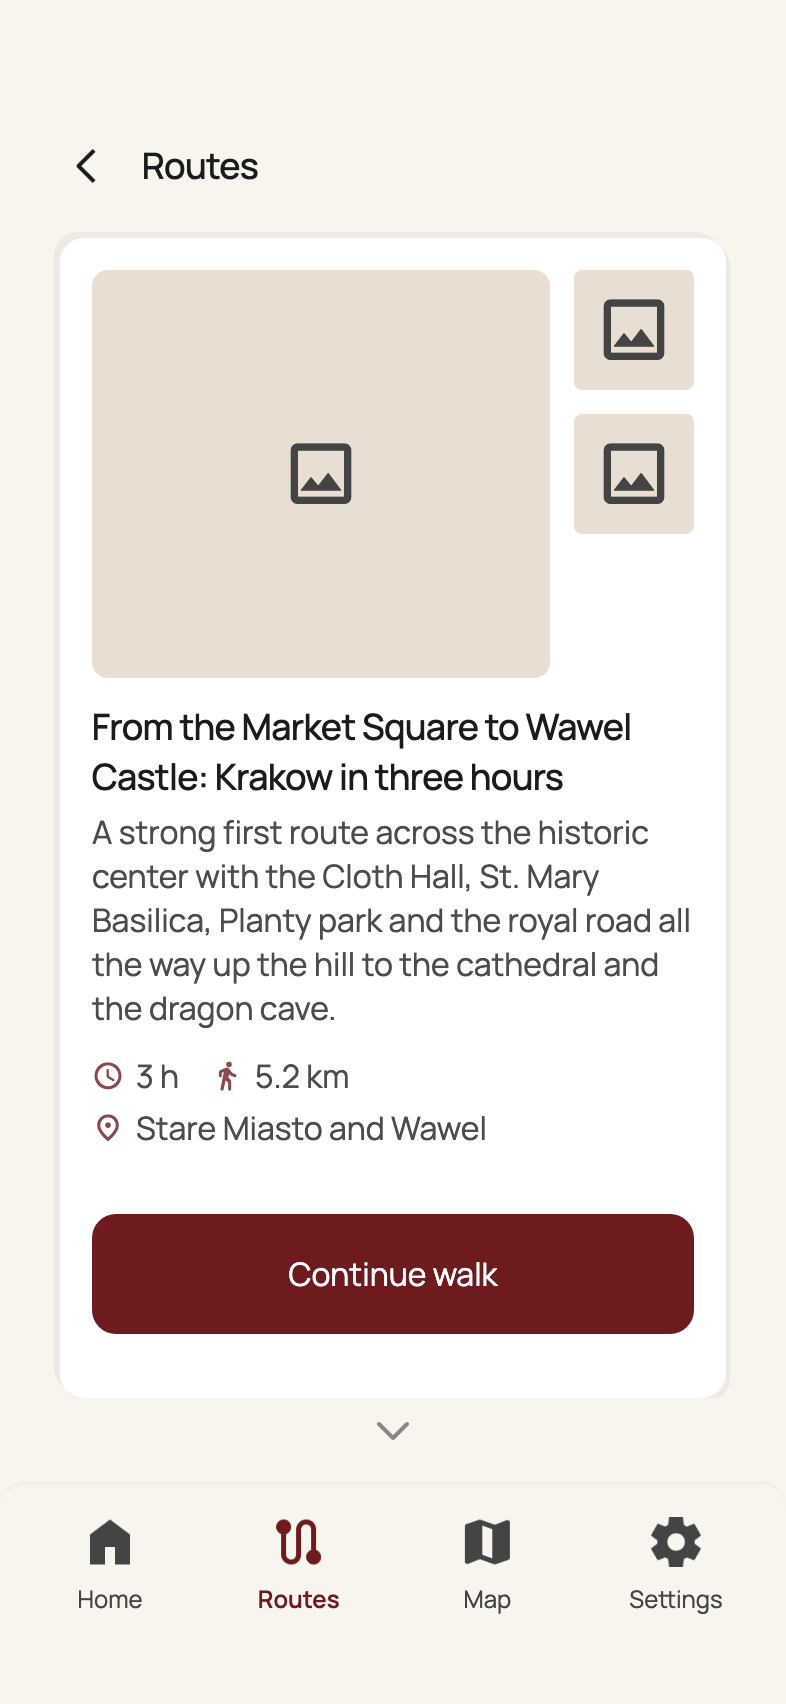 Routes
From the Market Square to Wawel
Castle: Krakow in three hours
A strong first route across the historic
center with the Cloth Hall, St. Mary
Basilica, Planty park and the royal road all
the way up the hill to the cathedral and
the dragon cave.
3 h 5.2 km
Stare Miasto and Wawel
Continue walk
Home Routes Map Settings